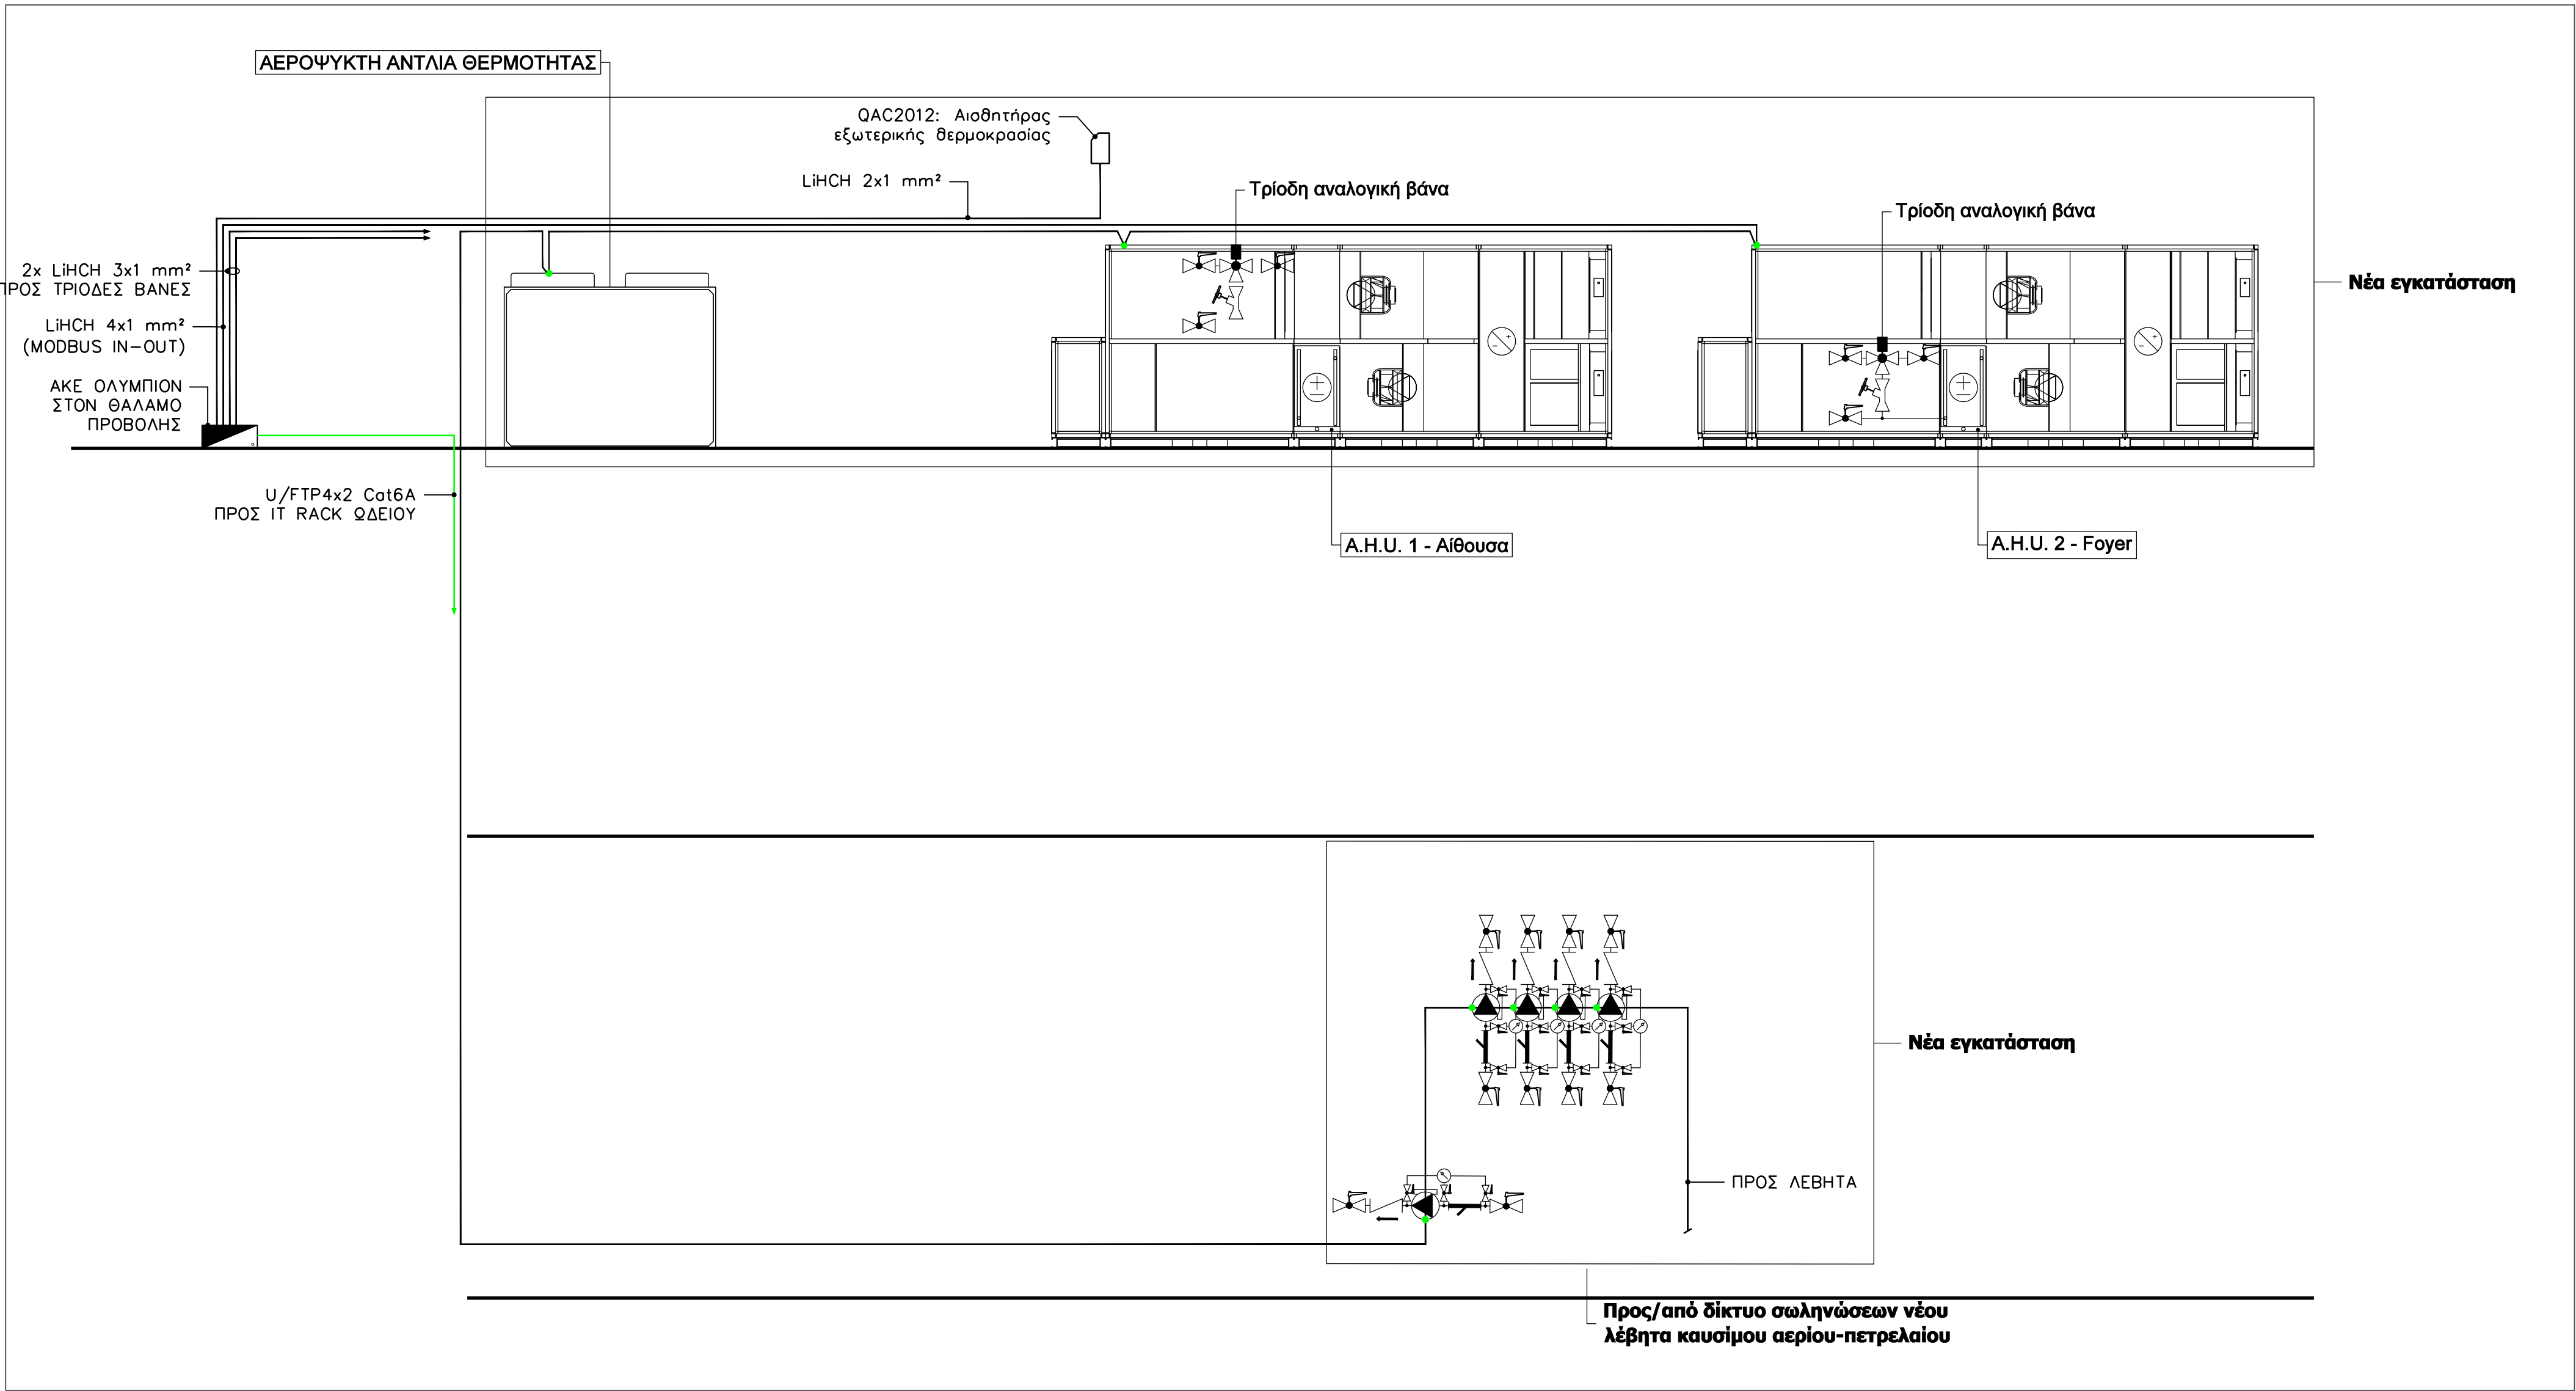 ΑΕΡΟΨΥΚΤΗ ΑΝΤΛΙΑ ΘΕΡΜΟΤΗΤΑΣ
QAC2012: Αισθητήρας
εξωτερικής θερμοκρασίας
LiHCH 2x1 mm²
Τρίοδη αναλογική βάνα
Τρίοδη αναλογική βάνα
2x LiHCH 3x1 mm²
ΠΡΟΣ ΤΡΙΟΔΕΣ ΒΑΝΕΣ
LiHCH 4x1 mm²
(MODBUS IN-OUT)
ΑΚΕ ΟΛΥΜΠΙΟΝ
ΣΤΟΝ ΘΑΛΑΜΟ
ΠΡΟΒΟΛΗΣ
Νέα εγκατάσταση
U/FTP4x2 Cat6A
ΠΡΟΣ IT RACK ΩΔΕΙΟΥ
A.H.U. 1 - Αίθουσα
A.H.U. 2 - Foyer
Νέα εγκατάσταση
ΠΡΟΣ ΛΕΒΗΤΑ
Προς/από δίκτυο σωληνώσεων νέου
λέβητα καυσίμου αερίου-πετρελαίου